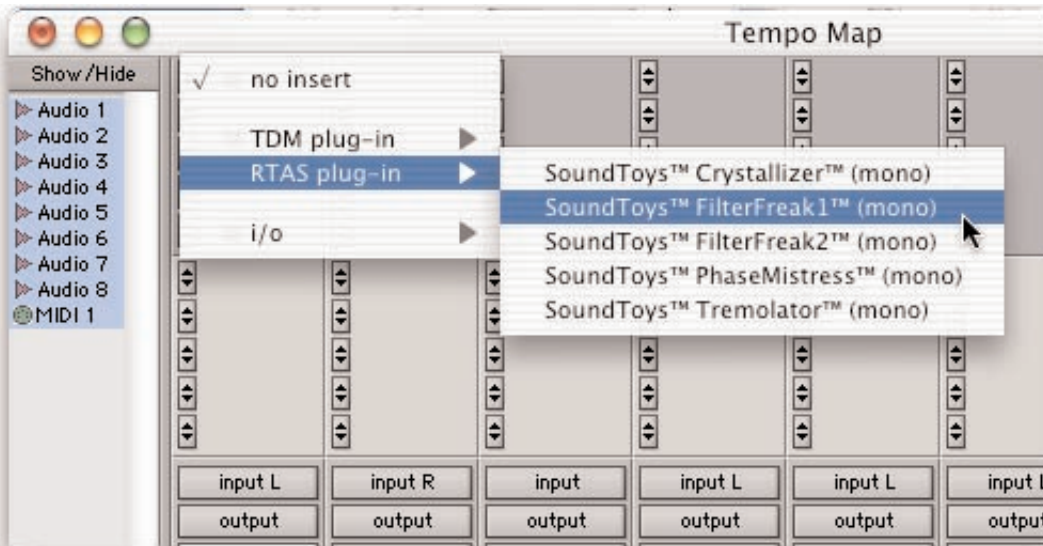 Tempo Map
Show/Hide
Audio 1
Audio 2
Audio 3
Audio 4
Audio 5
Audio 6
Audio 7
Audio 8
MIDI 1
√ no insert
TDM plug-in
RTAS plug-in
i/o
SoundToys™ Crystallizer™ (mono)
SoundToys™ FilterFreak1™ (mono)
SoundToys™ FilterFreak2™ (mono)
SoundToys™ PhaseMistress™ (mono)
SoundToys™ Tremolator™ (mono)
input L input R input input L input L input
output output output output output output